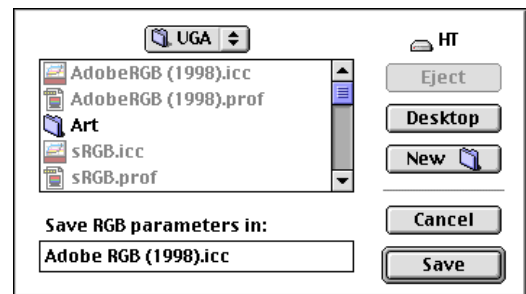 UGA
HT
AdobeRGB (1998).icc
AdobeRGB (1998).prof
Art
sRGB.icc
sRGB.prof
Eject
Desktop
New
Save RGB parameters in:
Adobe RGB (1998).icc
Cancel
Save